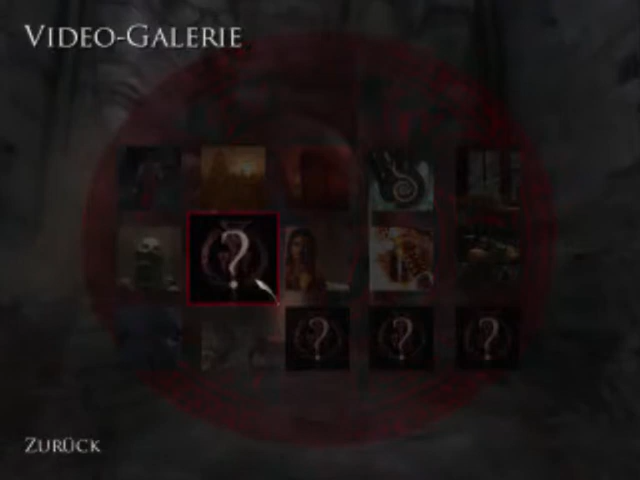 VIDEO-GALERIE
?
? ? ?
ZURÜCK